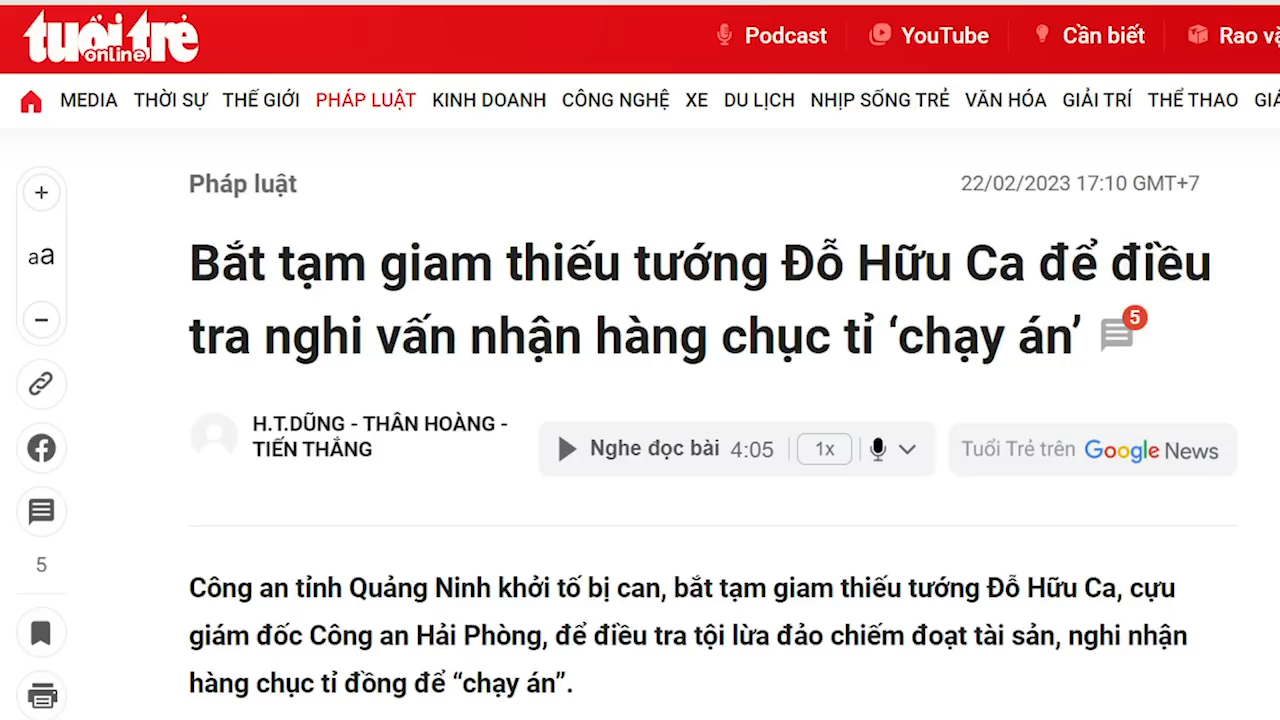 tuổi trẻ
online
Podcast
YouTube
Cần biết
Rao vặ
MEDIA THỜI SỰ THẾ GIỚI PHÁP LUẬT KINH DOANH CÔNG NGHỆ XE DU LỊCH NHỊP SỐNG TRẺ VĂN HÓA GIẢI TRÍ THỂ THAO GIÁ
Pháp luật
22/02/2023 17:10 GMT+7
+
aa
−
Bắt tạm giam thiếu tướng Đỗ Hữu Ca để điều
tra nghi vấn nhận hàng chục tỉ ‘chạy án’ 5
H.T.DŨNG - THÂN HOÀNG -
TIẾN THẮNG
Nghe đọc bài 4:05 1x
Tuổi Trẻ trên Google News
5
Công an tỉnh Quảng Ninh khởi tố bị can, bắt tạm giam thiếu tướng Đỗ Hữu Ca, cựu
giám đốc Công an Hải Phòng, để điều tra tội lừa đảo chiếm đoạt tài sản, nghi nhận
hàng chục tỉ đồng để “chạy án”.